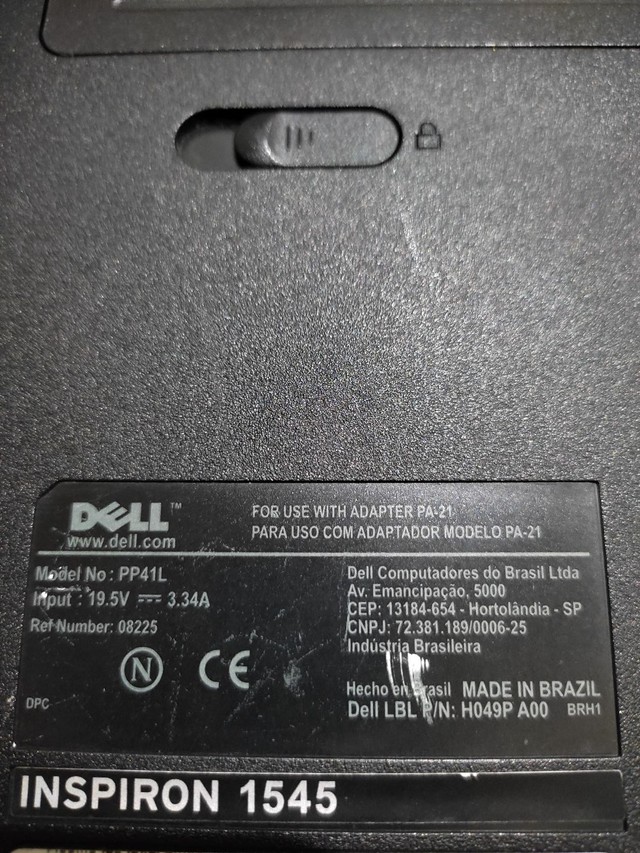 DELL™
www.dell.com
FOR USE WITH ADAPTER PA-21
PARA USO COM ADAPTADOR MODELO PA-21
Model No : PP41L
Input : 19.5V ⎓ 3.34A
Ref Number: 08225
N CE
DPC
Dell Computadores do Brasil Ltda
Av. Emancipação, 5000
CEP: 13184-654 - Hortolândia - SP
CNPJ: 72.381.189/0006-25
Indústria Brasileira
Hecho en Brasil MADE IN BRAZIL
Dell LBL P/N: H049P A00 BRH1
INSPIRON 1545